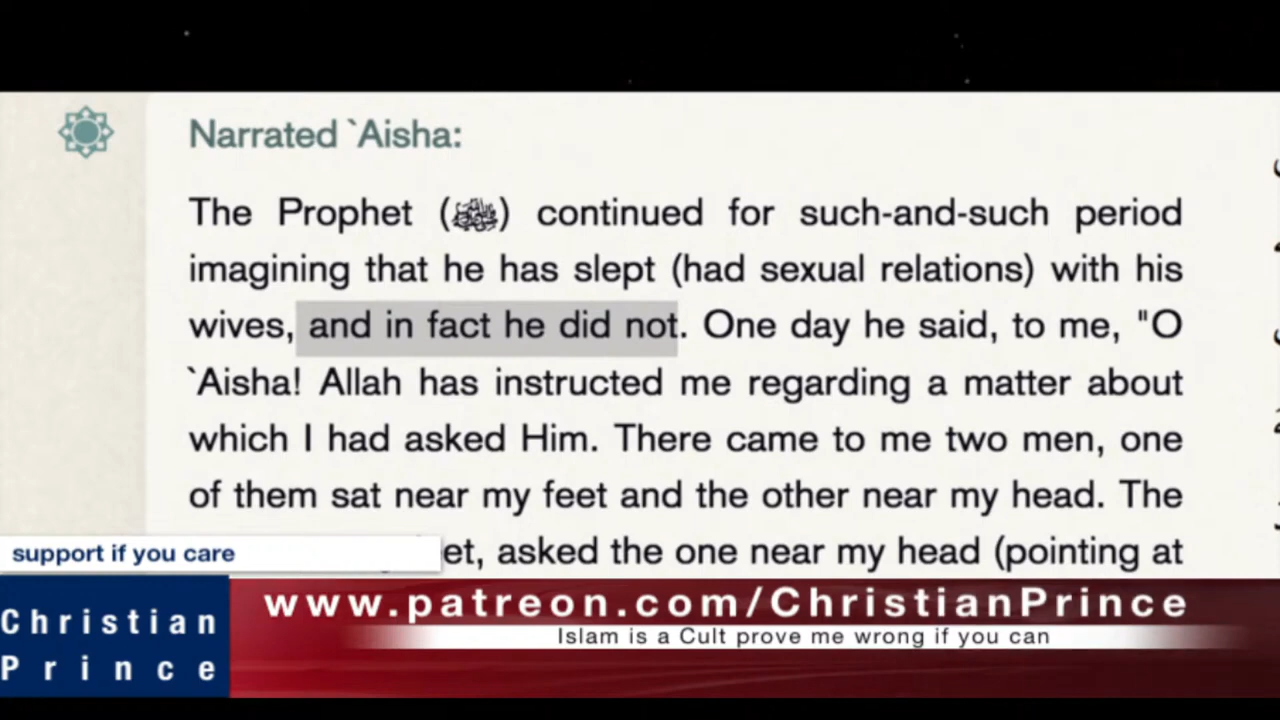 Narrated `Aisha:
The Prophet (ﷺ) continued for such-and-such period
imagining that he has slept (had sexual relations) with his
wives, and in fact he did not. One day he said, to me, "O
`Aisha! Allah has instructed me regarding a matter about
which I had asked Him. There came to me two men, one
of them sat near my feet and the other near my head. The
et, asked the one near my head (pointing at
support if you care
Christian
Prince
www.patreon.com/ChristianPrince
Islam is a Cult prove me wrong if you can